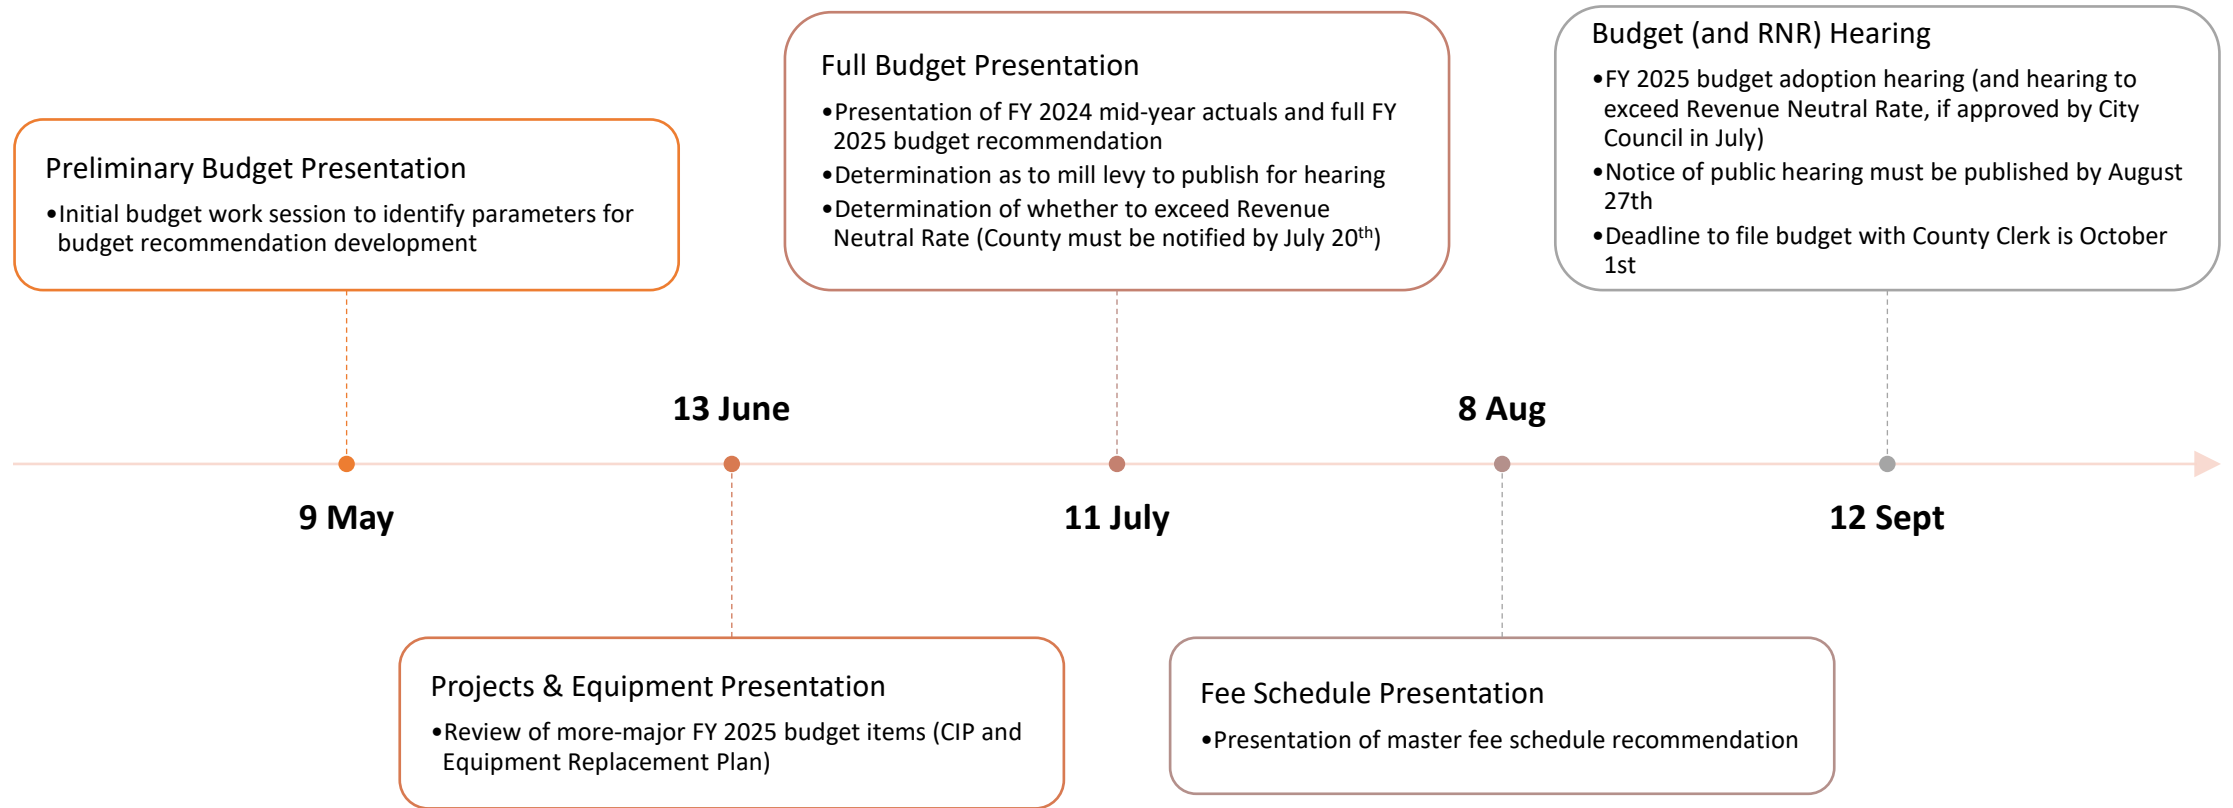 Preliminary Budget Presentation
•Initial budget work session to identify parameters for
budget recommendation development
9 May
13 June
Projects & Equipment Presentation
•Review of more-major FY 2025 budget items (CIP and
Equipment Replacement Plan)
Full Budget Presentation
•Presentation of FY 2024 mid-year actuals and full FY
2025 budget recommendation
•Determination as to mill levy to publish for hearing
•Determination of whether to exceed Revenue
Neutral Rate (County must be notified by July 20th)
11 July
8 Aug
Fee Schedule Presentation
•Presentation of master fee schedule recommendation
Budget (and RNR) Hearing
•FY 2025 budget adoption hearing (and hearing to
exceed Revenue Neutral Rate, if approved by City
Council in July)
•Notice of public hearing must be published by August
27th
•Deadline to file budget with County Clerk is October
1st
12 Sept